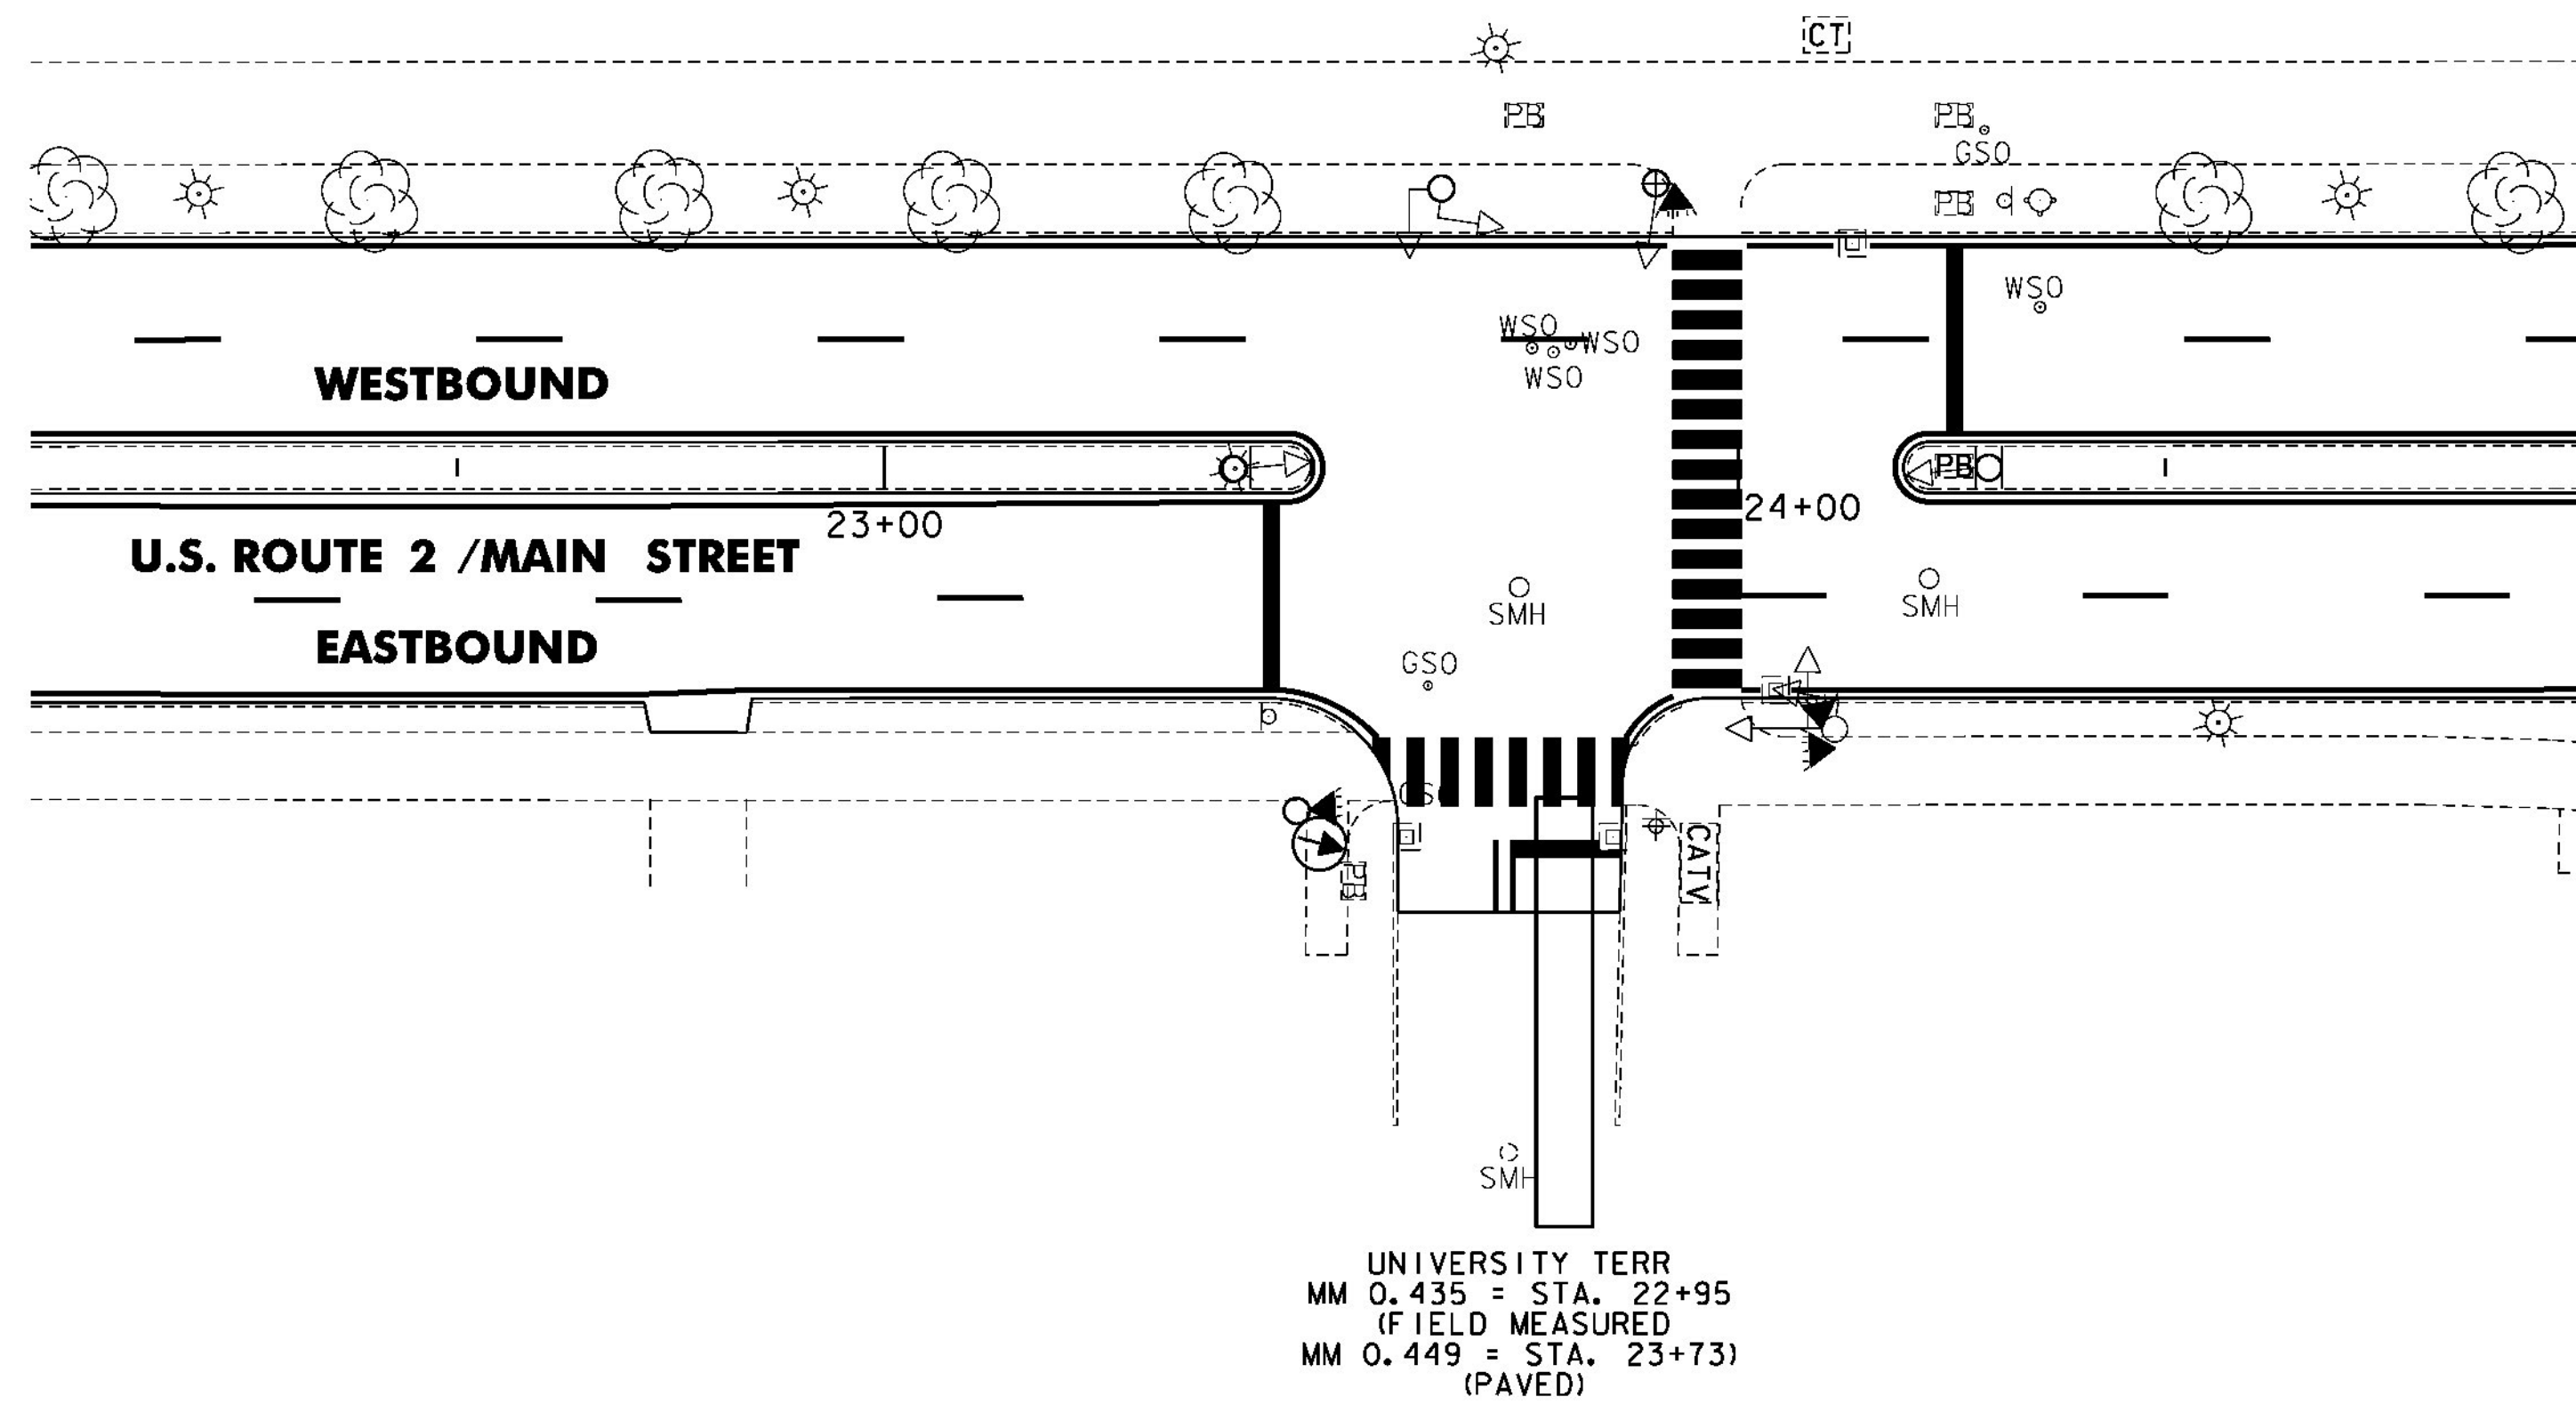 CT
PB
PB
GSO
PB
WSO
WSO
WSO
WSO
WESTBOUND
PB
23+00
24+00
U.S. ROUTE 2 /MAIN STREET
SMH
SMH
EASTBOUND
GSO
PB
CATV
SMH
UNIVERSITY TERR
MM 0.435 = STA. 22+95
(FIELD MEASURED
MM 0.449 = STA. 23+73)
(PAVED)